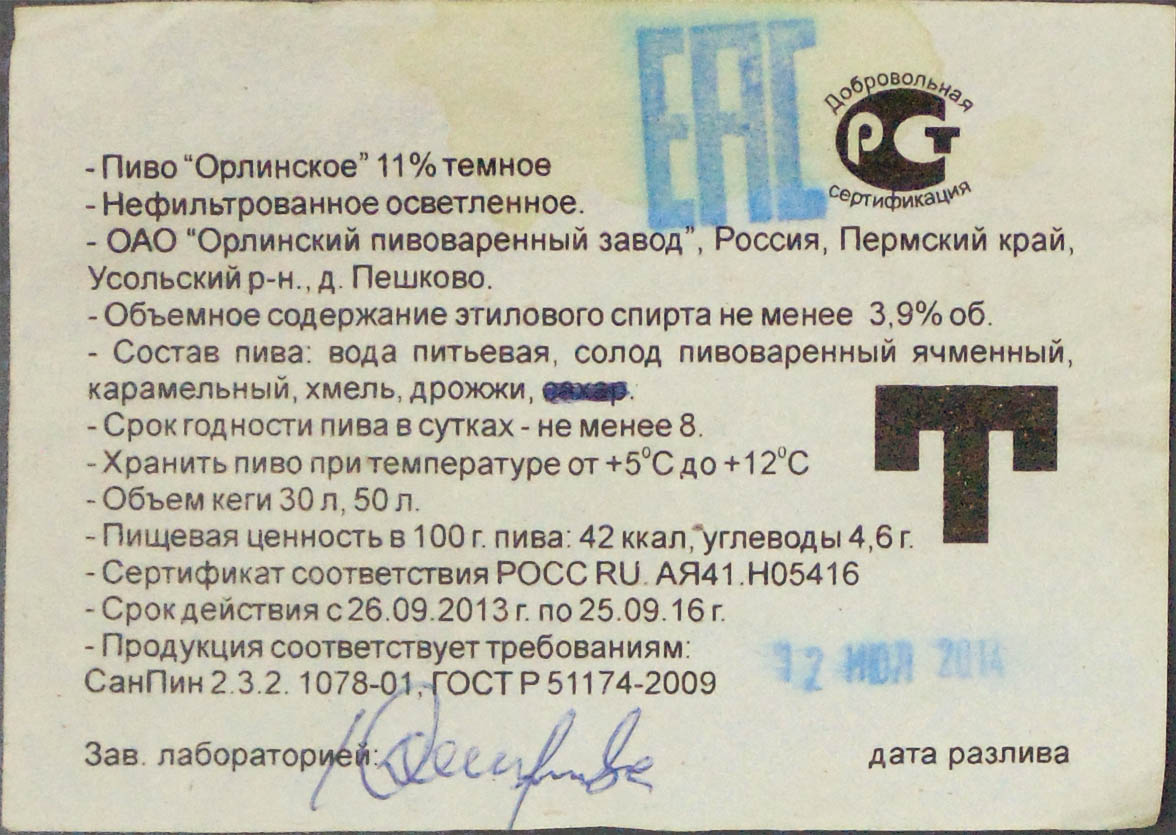 ЕАС
Добровольная
РСТ
сертификация
- Пиво “Орлинское” 11% темное
- Нефильтрованное осветленное.
- ОАО “Орлинский пивоваренный завод”, Россия, Пермский край,
Усольский р-н., д. Пешково.
- Объемное содержание этилового спирта не менее 3,9% об.
- Состав пива: вода питьевая, солод пивоваренный ячменный,
карамельный, хмель, дрожжи, сахар.
- Срок годности пива в сутках - не менее 8.
- Хранить пиво при температуре от +5°С до +12°С
- Объем кеги 30 л, 50 л.
- Пищевая ценность в 100 г. пива: 42 ккал, углеводы 4,6 г.
- Сертификат соответствия РОСС RU. АЯ41.Н05416
- Срок действия с 26.09.2013 г. по 25.09.16 г.
- Продукция соответствует требованиям:
СанПин 2.3.2. 1078-01, ГОСТ Р 51174-2009
12 ИЮЛ 2014
Зав. лабораторией:
дата разлива
Т